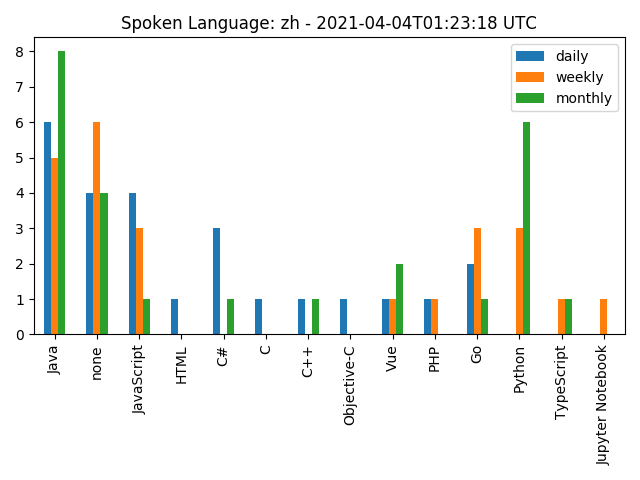 Spoken Language: zh - 2021-04-04T01:23:18 UTC
daily
weekly
monthly
8
7
6
5
4
3
2
1
0
Java
none
JavaScript
HTML
C#
C
C++
Objective-C
Vue
PHP
Go
Python
TypeScript
Jupyter Notebook